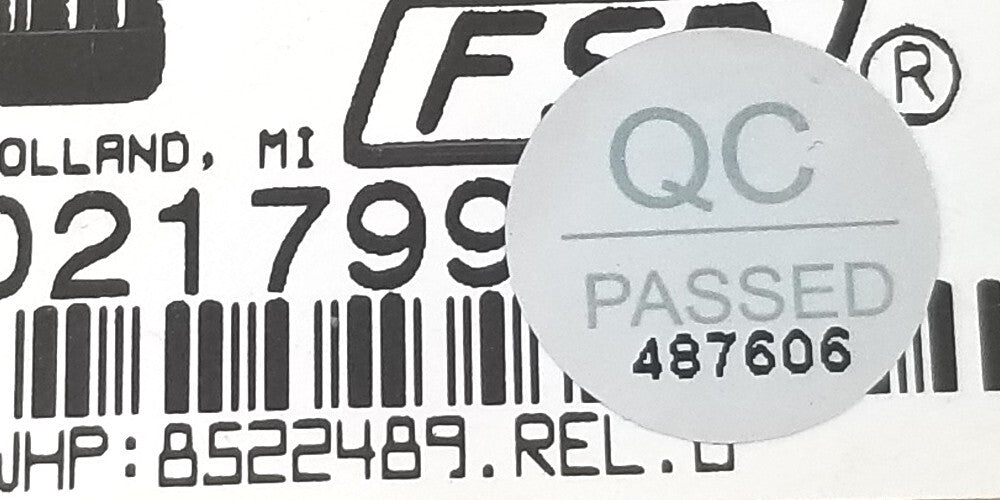 ®
OLLAND, MI
021799
WHP:8522489.REL.
QC
PASSED
487606